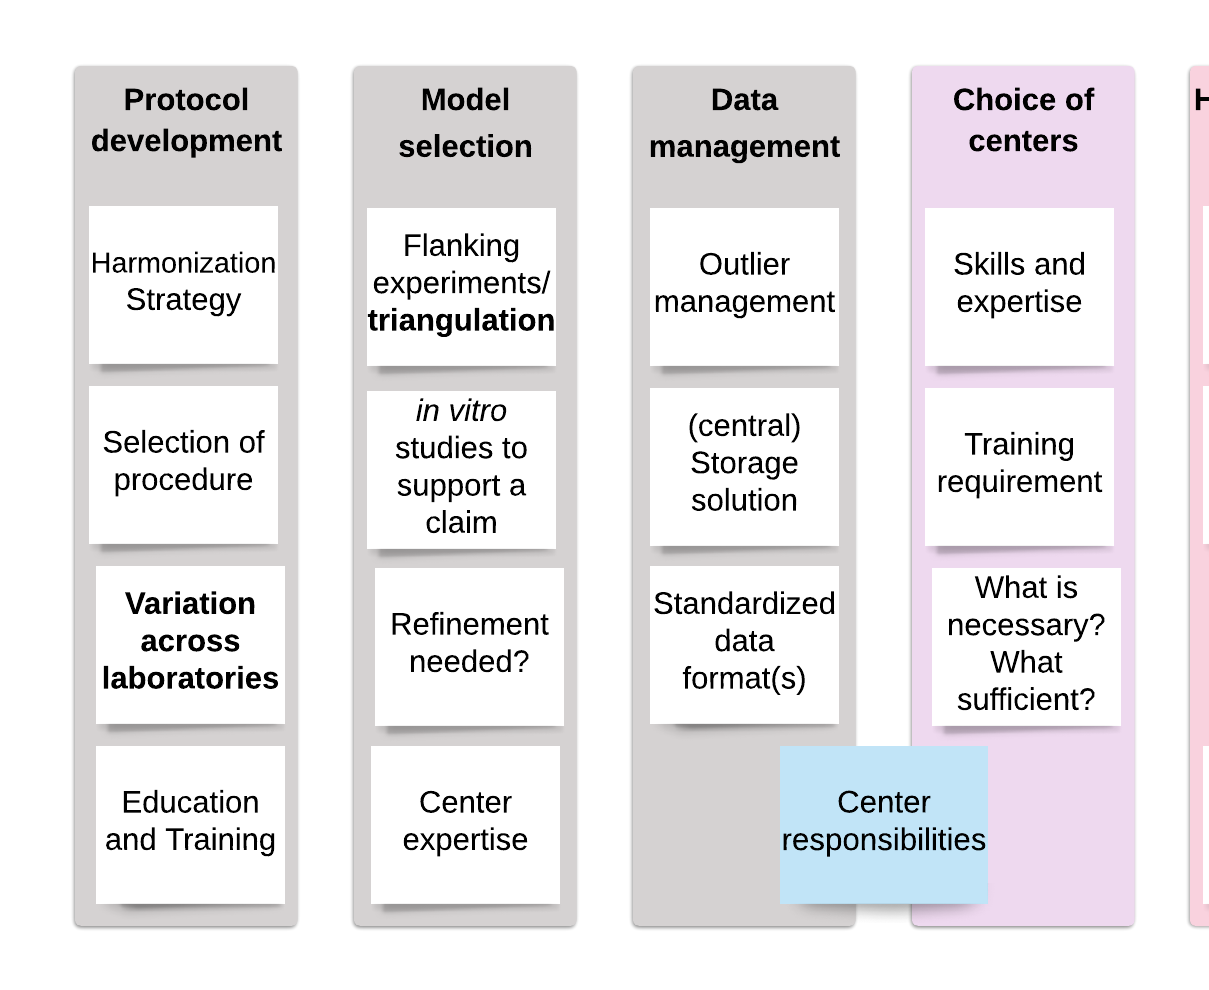 Protocol
development
Harmonization
Strategy
Selection of
procedure
Variation
across
laboratories
Education
and Training
Model
selection
Flanking
experiments/
triangulation
in vitro
studies to
support a
claim
Refinement
needed?
Center
expertise
Data
management
Outlier
management
(central)
Storage
solution
Standardized
data
format(s)
Center
responsibilities
Choice of
centers
Skills and
expertise
Training
requirement
What is
necessary?
What
sufficient?